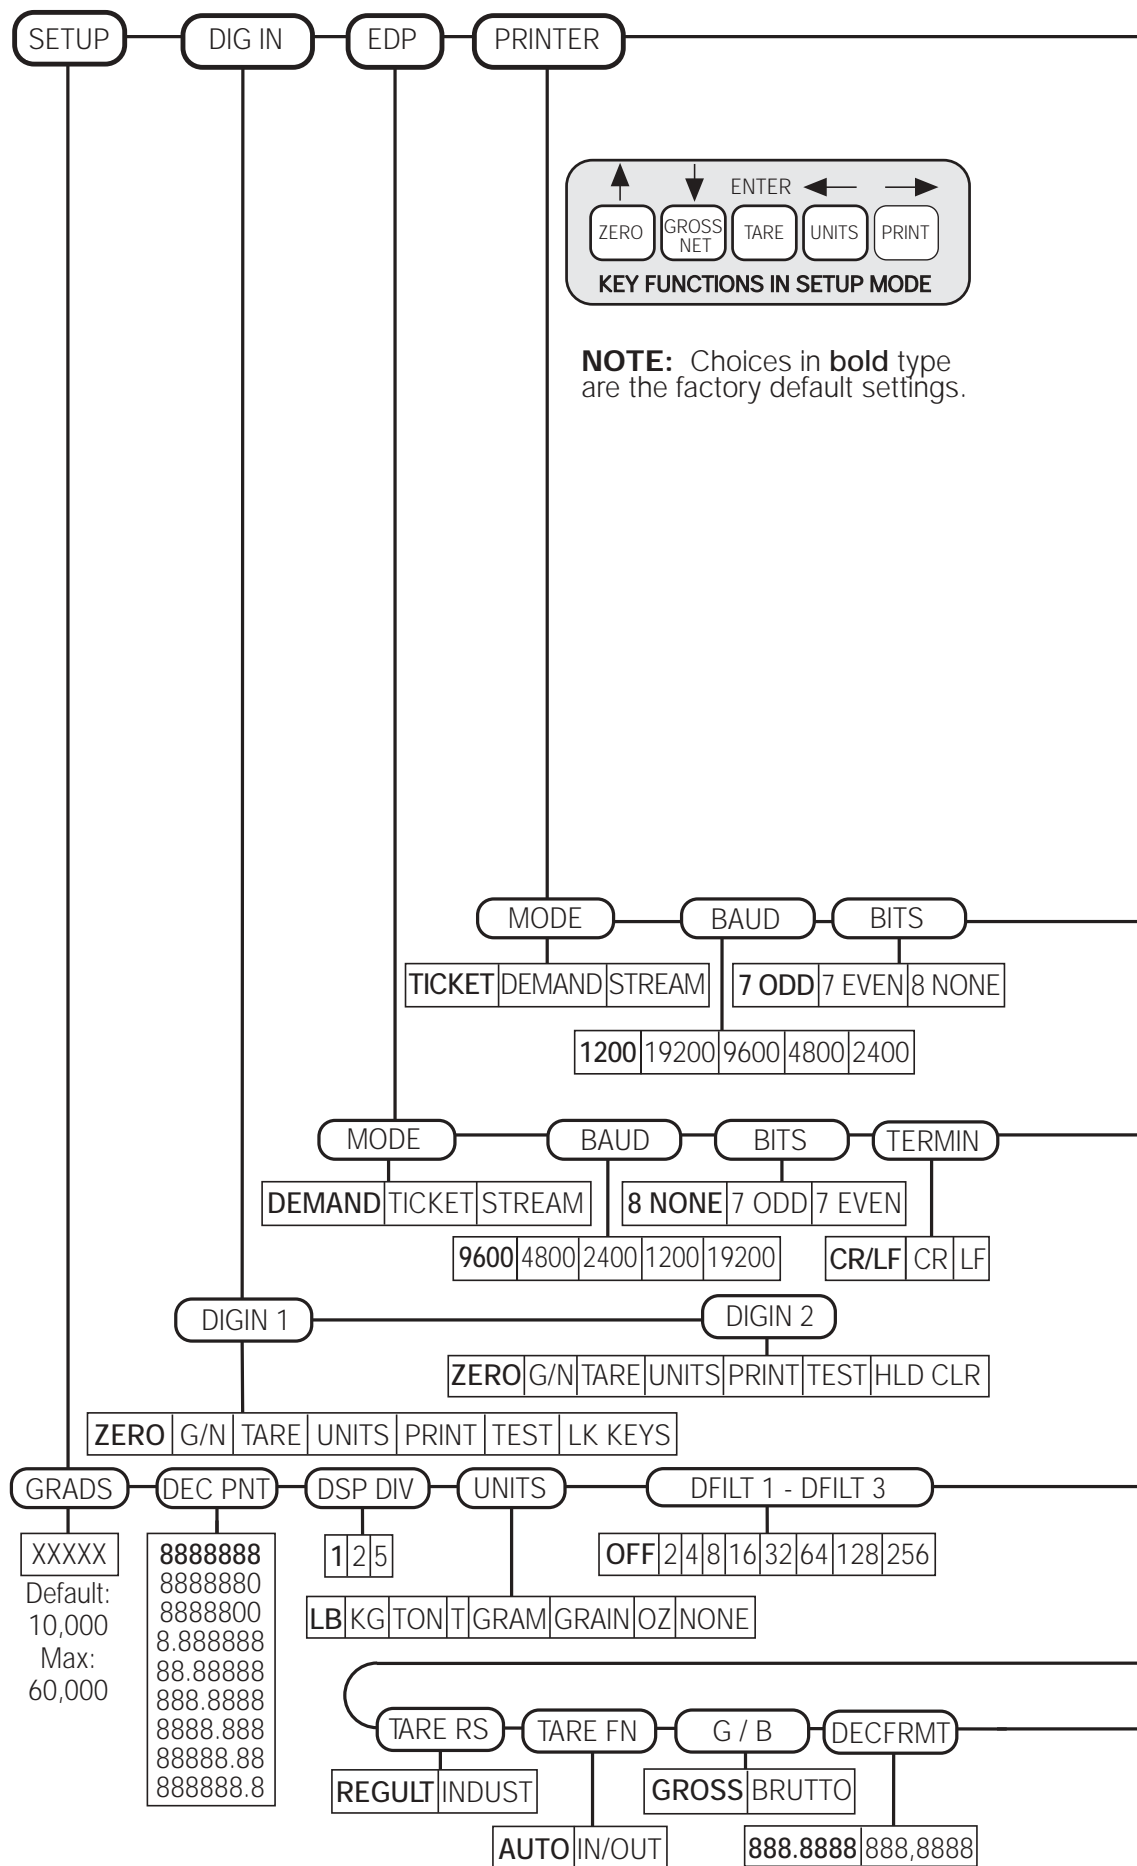 SETUP DIG IN EDP PRINTER
ENTER
ZERO GROSS NET TARE UNITS PRINT
KEY FUNCTIONS IN SETUP MODE
NOTE: Choices in bold type
are the factory default settings.
MODE BAUD BITS
TICKET DEMAND STREAM 7 ODD 7 EVEN 8 NONE
1200 19200 9600 4800 2400
MODE BAUD BITS TERMIN
DEMAND TICKET STREAM 8 NONE 7 ODD 7 EVEN
9600 4800 2400 1200 19200 CR/LF CR LF
DIGIN 1 DIGIN 2
ZERO G/N TARE UNITS PRINT TEST HLD CLR
ZERO G/N TARE UNITS PRINT TEST LK KEYS
GRADS DEC PNT DSP DIV UNITS DFILT 1 - DFILT 3
XXXXX
Default:
10,000
Max:
60,000
8888888
8888880
8888800
8.888888
88.88888
888.8888
8888.888
88888.88
888888.8
1 2 5
OFF 2 4 8 16 32 64 128 256
LB KG TON T GRAM GRAIN OZ NONE
TARE RS TARE FN G / B DECFRMT
REGULT INDUST GROSS BRUTTO
AUTO IN/OUT 888.8888 888,8888